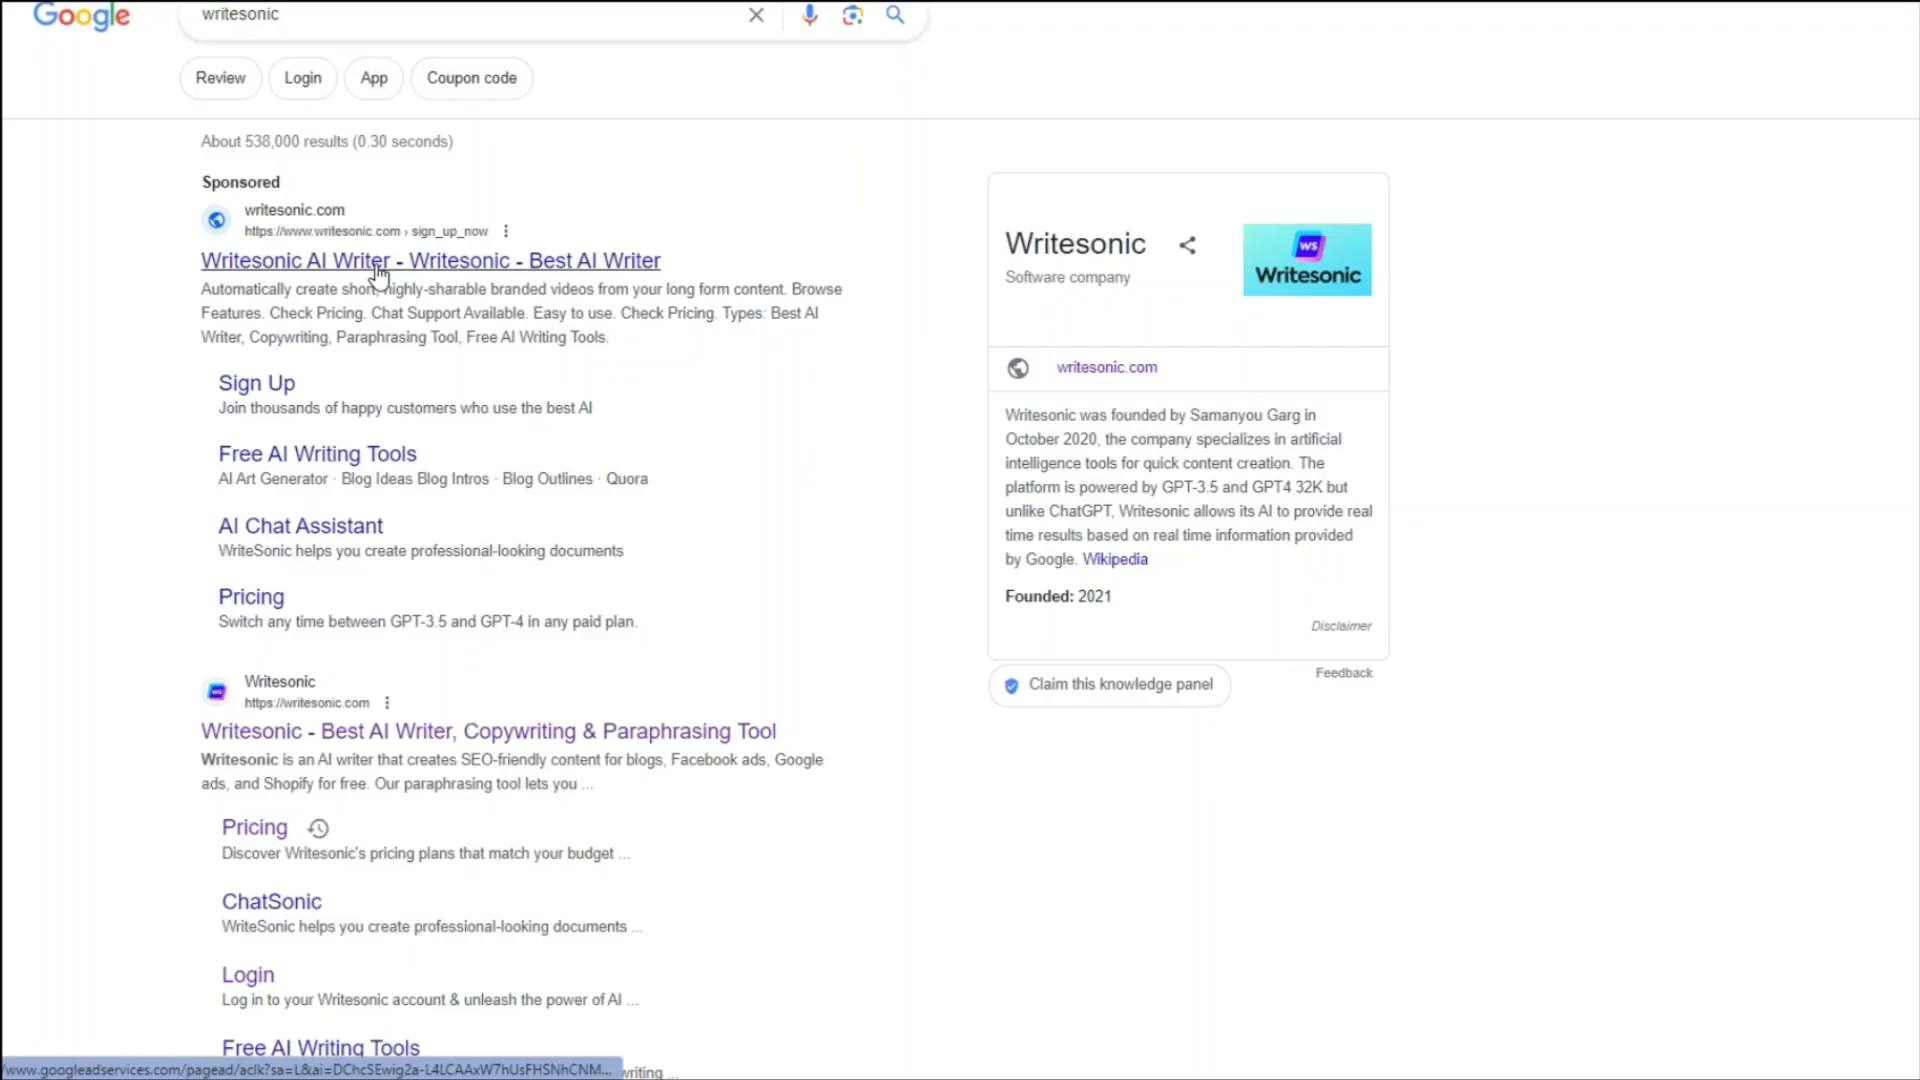 Google
writesonic
Review
Login
App
Coupon code
About 538,000 results (0.30 seconds)
Sponsored
writesonic.com
https://www.writesonic.com › sign_up_now
Writesonic AI Writer - Writesonic - Best AI Writer
Automatically create short, highly-sharable branded videos from your long form content. Browse
Features. Check Pricing. Chat Support Available. Easy to use. Check Pricing. Types: Best AI
Writer, Copywriting, Paraphrasing Tool, Free AI Writing Tools.
Sign Up
Join thousands of happy customers who use the best AI
Free AI Writing Tools
AI Art Generator · Blog Ideas Blog Intros · Blog Outlines · Quora
AI Chat Assistant
WriteSonic helps you create professional-looking documents
Pricing
Switch any time between GPT-3.5 and GPT-4 in any paid plan.
Writesonic
https://writesonic.com
Writesonic - Best AI Writer, Copywriting & Paraphrasing Tool
Writesonic is an AI writer that creates SEO-friendly content for blogs, Facebook ads, Google
ads, and Shopify for free. Our paraphrasing tool lets you ...
Pricing
Discover Writesonic's pricing plans that match your budget ...
ChatSonic
WriteSonic helps you create professional-looking documents ...
Login
Log in to your Writesonic account & unleash the power of AI ...
Free AI Writing Tools
writing ...
/www.googleadservices.com/pagead/aclk?sa=L&ai=DChcSEwig2a-L4LCAAxW7hUsFHSNhCNM...
Writesonic
Software company
WS
Writesonic
writesonic.com
Writesonic was founded by Samanyou Garg in
October 2020, the company specializes in artificial
intelligence tools for quick content creation. The
platform is powered by GPT-3.5 and GPT4 32K but
unlike ChatGPT, Writesonic allows its AI to provide real
time results based on real time information provided
by Google. Wikipedia
Founded: 2021
Disclaimer
Feedback
Claim this knowledge panel